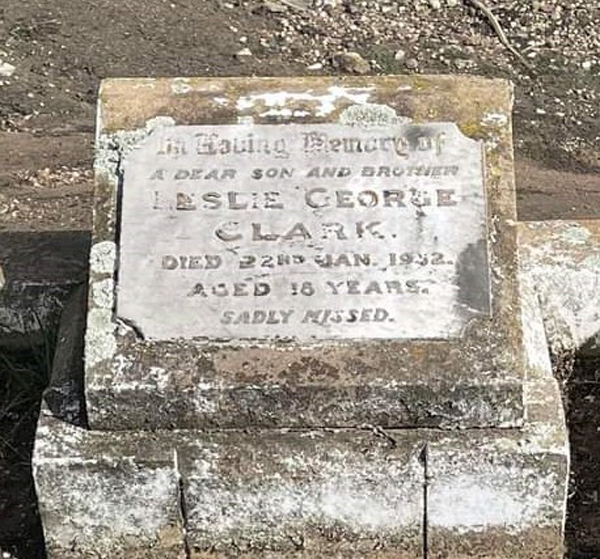 In Loving Memory of
A DEAR SON AND BROTHER
LESLIE GEORGE
CLARK.
DIED 22ND JAN. 1932.
AGED 18 YEARS.
SADLY MISSED.